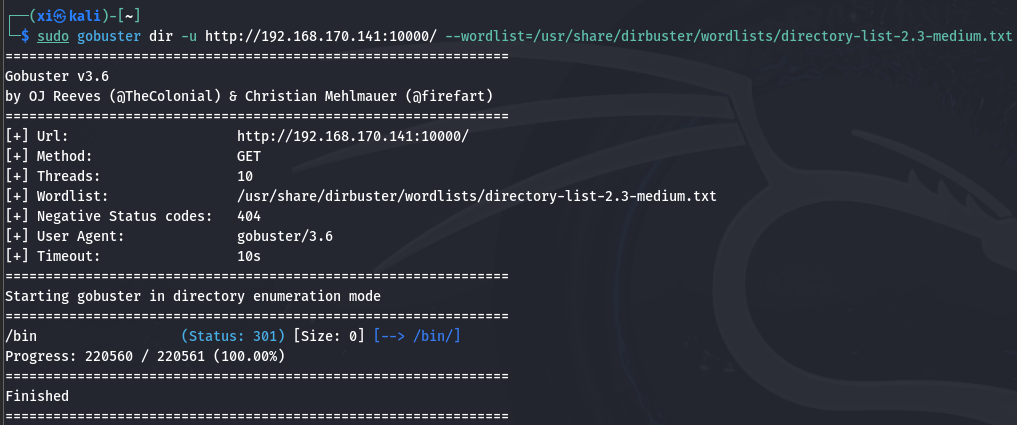 ┌──(xi㉿kali)-[~]
└─$ sudo gobuster dir -u http://192.168.170.141:10000/ --wordlist=/usr/share/dirbuster/wordlists/directory-list-2.3-medium.txt
===============================================================
Gobuster v3.6
by OJ Reeves (@TheColonial) & Christian Mehlmauer (@firefart)
===============================================================
[+] Url:                     http://192.168.170.141:10000/
[+] Method:                  GET
[+] Threads:                 10
[+] Wordlist:                /usr/share/dirbuster/wordlists/directory-list-2.3-medium.txt
[+] Negative Status codes:   404
[+] User Agent:              gobuster/3.6
[+] Timeout:                 10s
===============================================================
Starting gobuster in directory enumeration mode
===============================================================
/bin                  (Status: 301) [Size: 0] [--> /bin/]
Progress: 220560 / 220561 (100.00%)
===============================================================
Finished
===============================================================